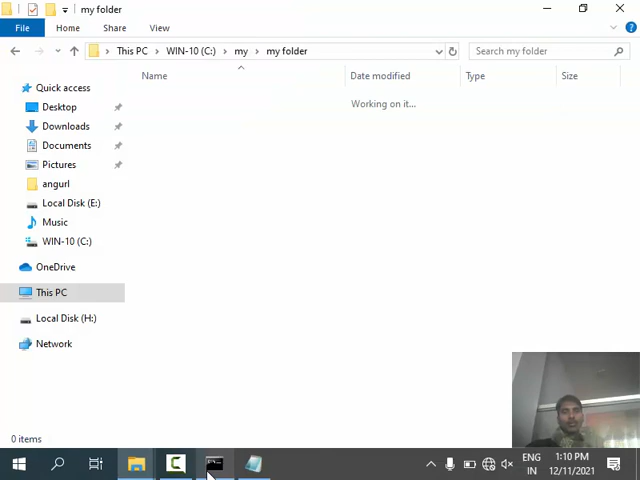 my folder
File
Home
Share
View
This PC
WIN-10 (C:)
my
my folder
Search my folder
Name
Date modified
Type
Size
Working on it...
Quick access
Desktop
Downloads
Documents
Pictures
angurl
Local Disk (E:)
Music
WIN-10 (C:)
OneDrive
This PC
Local Disk (H:)
Network
0 items
ENG
IN
1:10 PM
12/11/2021